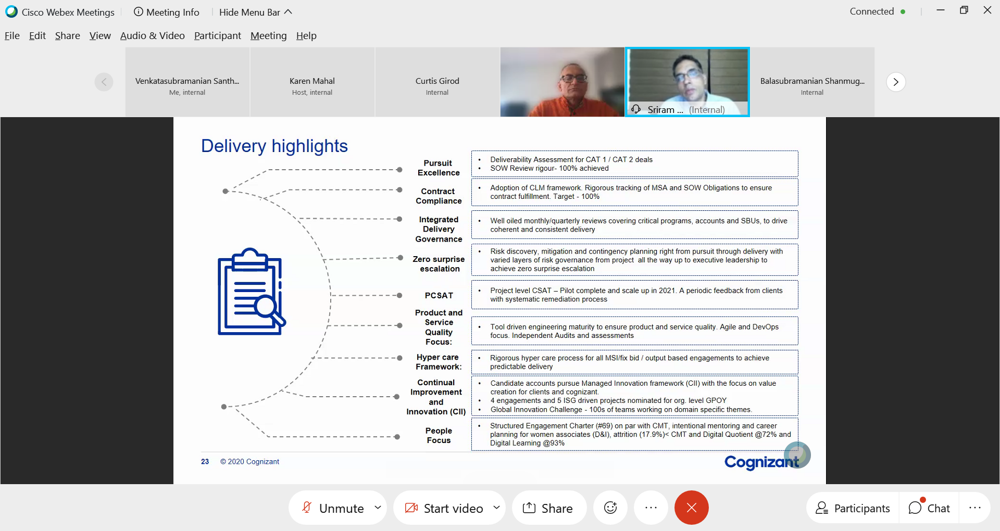 Cisco Webex Meetings
Meeting Info
Hide Menu Bar
Connected
File Edit Share View Audio & Video Participant Meeting Help
Venkatasubramanian Santh...
Me, internal
Karen Mahal
Host, internal
Curtis Girod
Internal
Sriram ... (Internal)
Balasubramanian Shanmug...
Internal
Delivery highlights
Pursuit
Excellence
• Deliverability Assessment for CAT 1 / CAT 2 deals
• SOW Review rigour- 100% achieved
Contract
Compliance
• Adoption of CLM framework. Rigorous tracking of MSA and SOW Obligations to ensure
contract fulfillment. Target - 100%
Integrated
Delivery
Governance
• Well oiled monthly/quarterly reviews covering critical programs, accounts and SBUs, to drive
coherent and consistent delivery
Zero surprise
escalation
• Risk discovery, mitigation and contingency planning right from pursuit through delivery with
varied layers of risk governance from project all the way up to executive leadership to
achieve zero surprise escalation
PCSAT
• Project level CSAT – Pilot complete and scale up in 2021. A periodic feedback from clients
with systematic remediation process
Product and
Service
Quality
Focus:
• Tool driven engineering maturity to ensure product and service quality. Agile and DevOps
focus. Independent Audits and assessments
Hyper care
Framework:
• Rigorous hyper care process for all MSI/fix bid / output based engagements to achieve
predictable delivery
Continual
Improvement
and
Innovation (CII)
• Candidate accounts pursue Managed Innovation framework (CII) with the focus on value
creation for clients and cognizant.
• 4 engagements and 5 ISG driven projects nominated for org. level GPOY
• Global Innovation Challenge - 100s of teams working on domain specific themes.
People
Focus
• Structured Engagement Charter (#69) on par with CMT, intentional mentoring and career
planning for women associates (D&I), attrition (17.9%)< CMT and Digital Quotient @72% and
Digital Learning @93%
23 © 2020 Cognizant
Cognizant
Unmute
Start video
Share
Participants
Chat